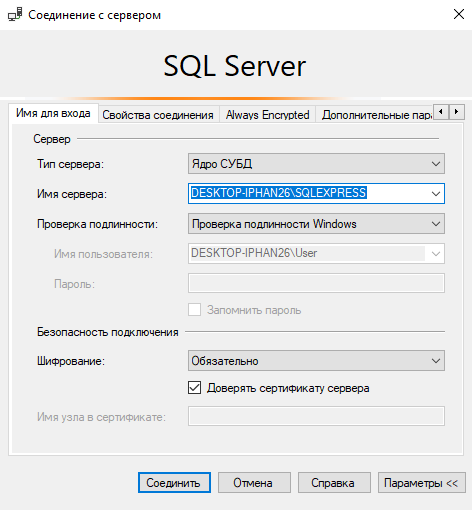 Соединение с сервером
SQL Server
Имя для входа Свойства соединения Always Encrypted Дополнительные пара
Сервер
Тип сервера: Ядро СУБД
Имя сервера: DESKTOP-IPHAN26\SQLEXPRESS
Проверка подлинности: Проверка подлинности Windows
Имя пользователя: DESKTOP-IPHAN26\User
Пароль:
Запомнить пароль
Безопасность подключения
Шифрование: Обязательно
Доверять сертификату сервера
Имя узла в сертификате:
Соединить Отмена Справка Параметры <<